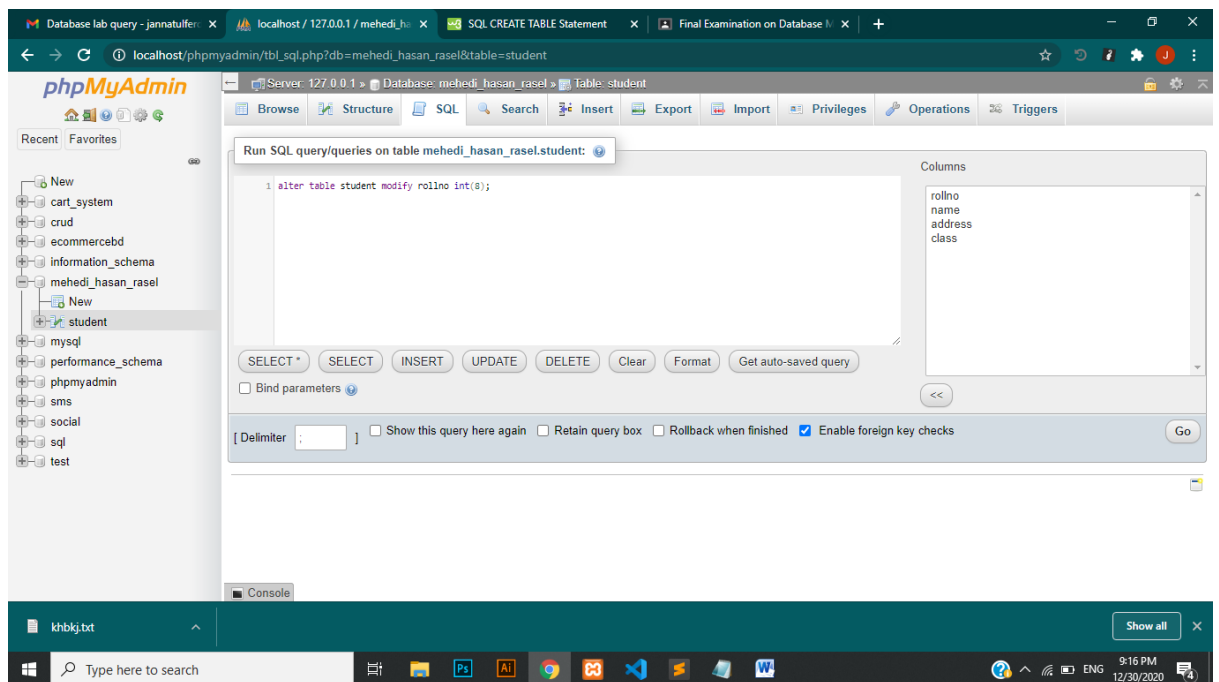 Database lab query - jannatulferd
localhost / 127.0.0.1 / mehedi_ha
SQL CREATE TABLE Statement
Final Examination on Database M
localhost/phpmyadmin/tbl_sql.php?db=mehedi_hasan_rasel&table=student
J
phpMyAdmin
Recent Favorites
New
cart_system
crud
ecommercebd
information_schema
mehedi_hasan_rasel
New
student
mysql
performance_schema
phpmyadmin
sms
social
sql
test
Server: 127.0.0.1 » Database: mehedi_hasan_rasel » Table: student
Browse Structure SQL Search Insert Export Import Privileges Operations Triggers
Run SQL query/queries on table mehedi_hasan_rasel.student:
1 alter table student modify rollno int(8);
Columns
rollno
name
address
class
SELECT * SELECT INSERT UPDATE DELETE Clear Format Get auto-saved query
Bind parameters
<<
[ Delimiter ; ] Show this query here again Retain query box Rollback when finished Enable foreign key checks Go
Console
khbkj.txt
Show all
Type here to search
Ps
Ai
W
ENG
9:16 PM
12/30/2020
4